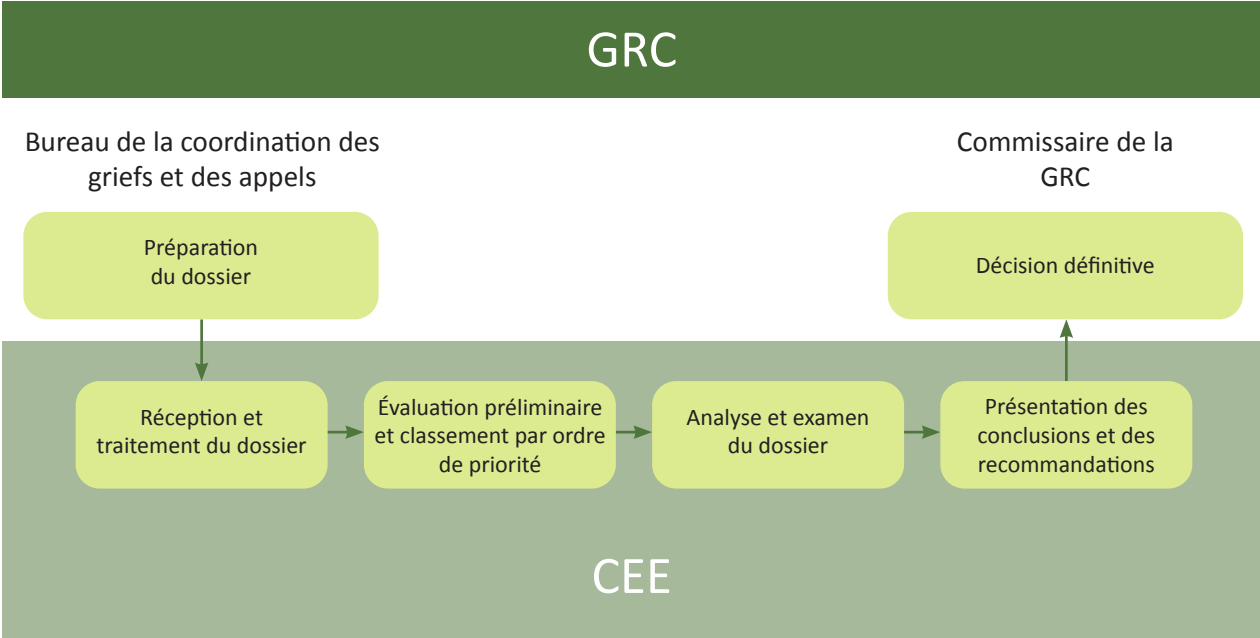 GRC
Bureau de la coordination des
griefs et des appels
Commissaire de la
GRC
Préparation
du dossier
Décision définitive
Réception et
traitement du dossier
Évaluation préliminaire
et classement par ordre
de priorité
Analyse et examen
du dossier
Présentation des
conclusions et des
recommandations
CEE